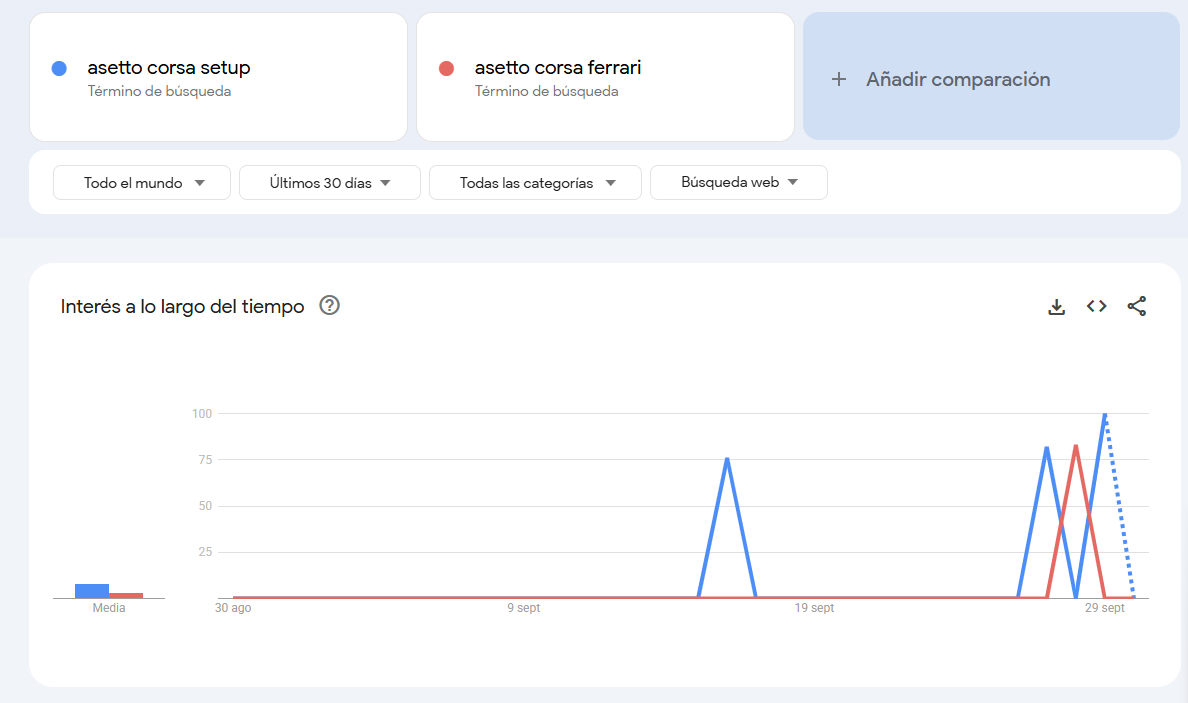 asetto corsa setup
Término de búsqueda
asetto corsa ferrari
Término de búsqueda
+ Añadir comparación
Todo el mundo
Últimos 30 días
Todas las categorías
Búsqueda web
Interés a lo largo del tiempo
100
75
50
25
Media
30 ago
9 sept
19 sept
29 sept